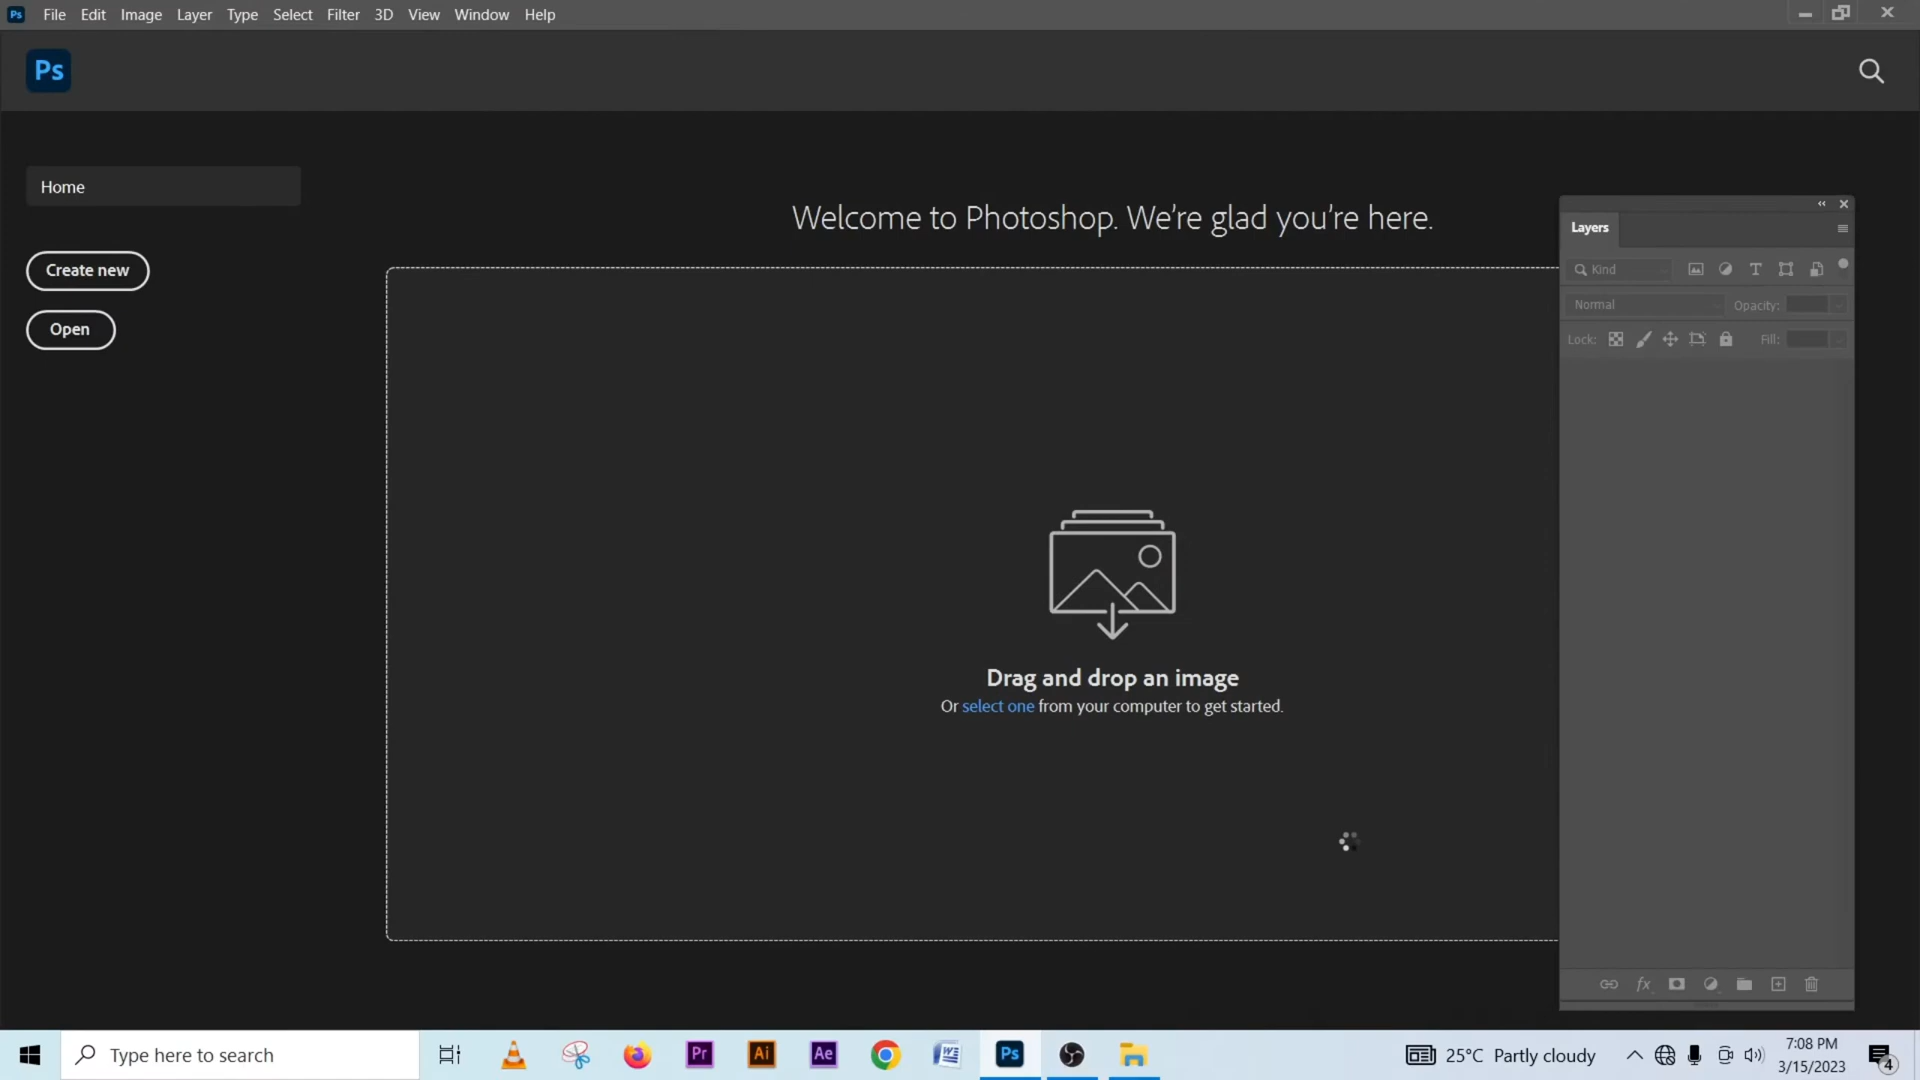 Ps File Edit Image Layer Type Select Filter 3D View Window Help
Ps
Home
Create new
Open
Welcome to Photoshop. We're glad you're here.
Drag and drop an image
Or select one from your computer to get started.
Layers
Kind
Normal Opacity:
Lock: Fill:
fx
Type here to search
Pr Ai Ae W Ps
25°C Partly cloudy
7:08 PM
3/15/2023
4